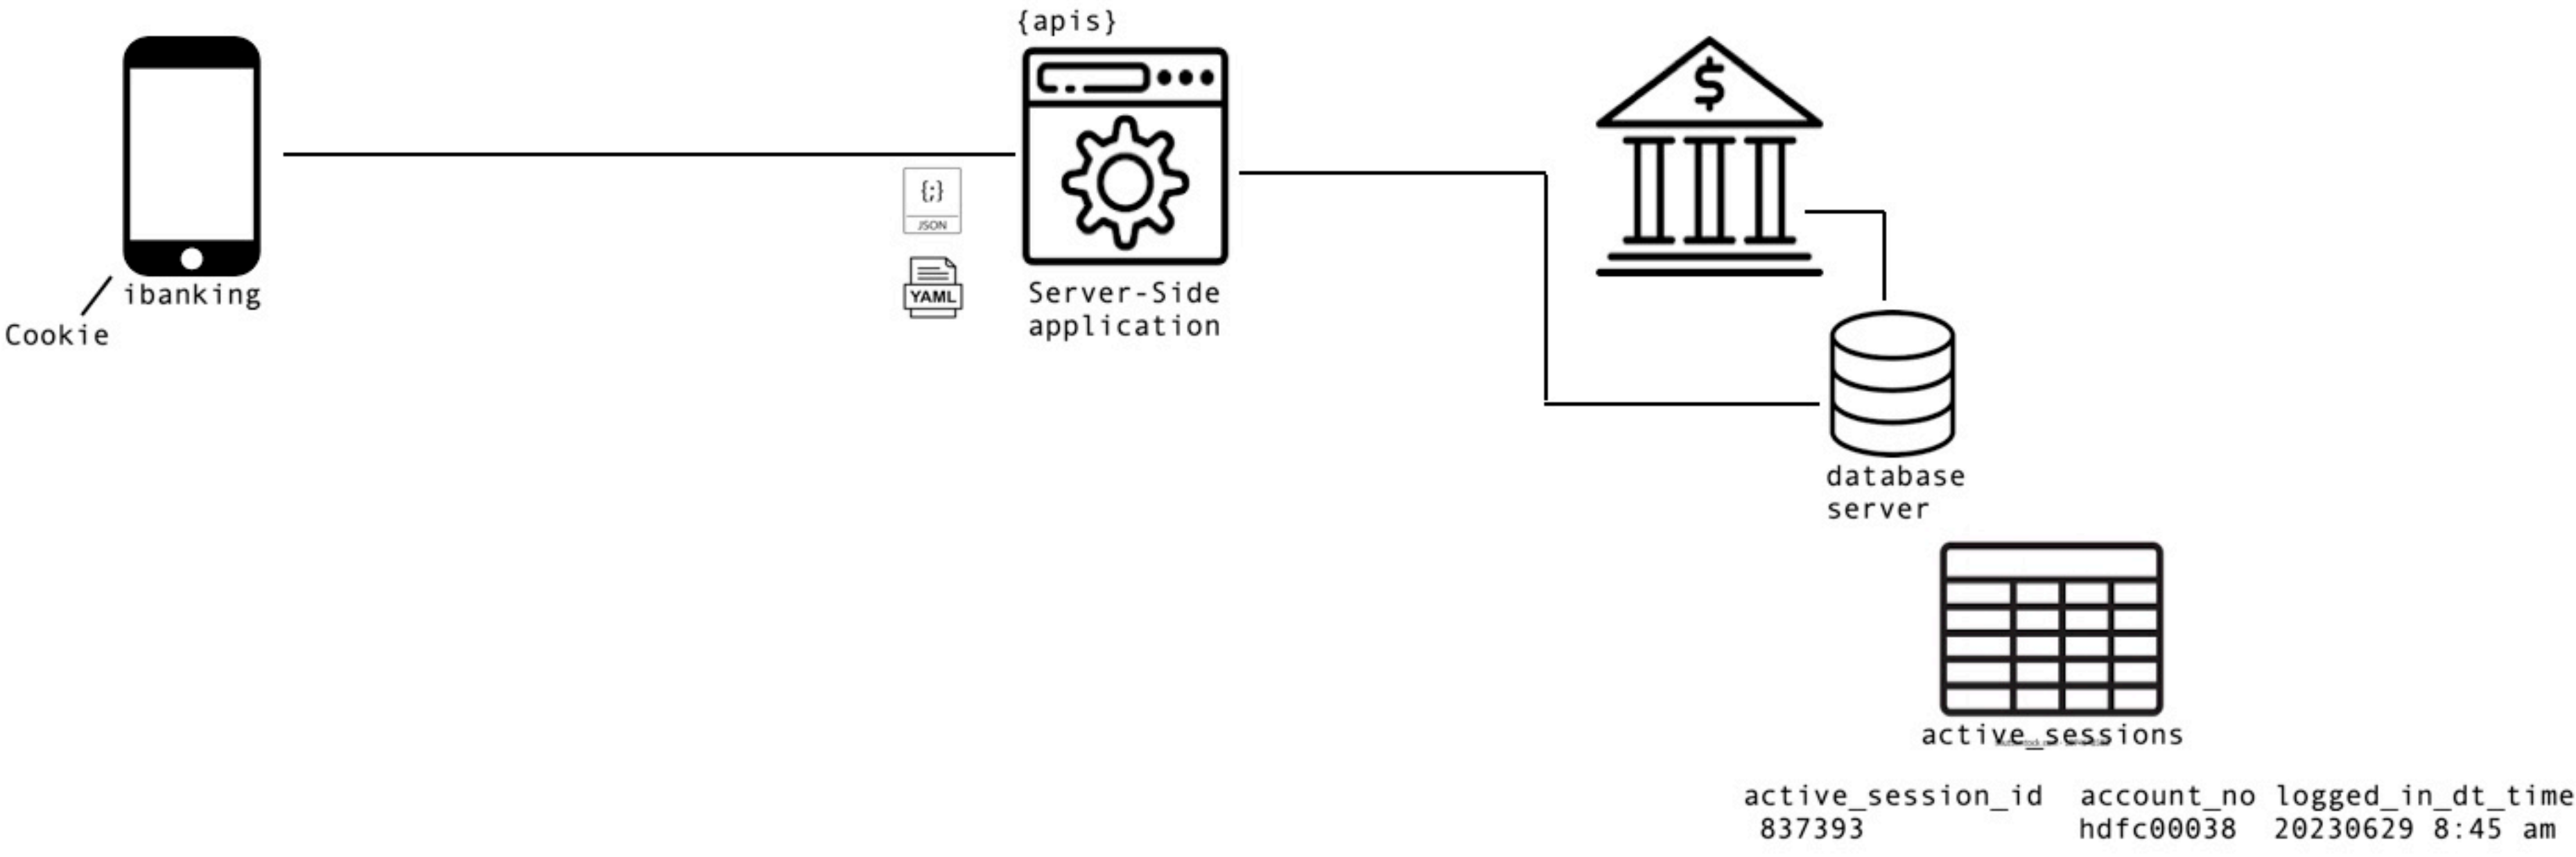 {apis}
{;}
JSON
YAML
$
ibanking
Cookie
Server-Side
application
database
server
active_sessions
active_session_id account_no logged_in_dt_time
837393 hdfc00038 20230629 8:45 am